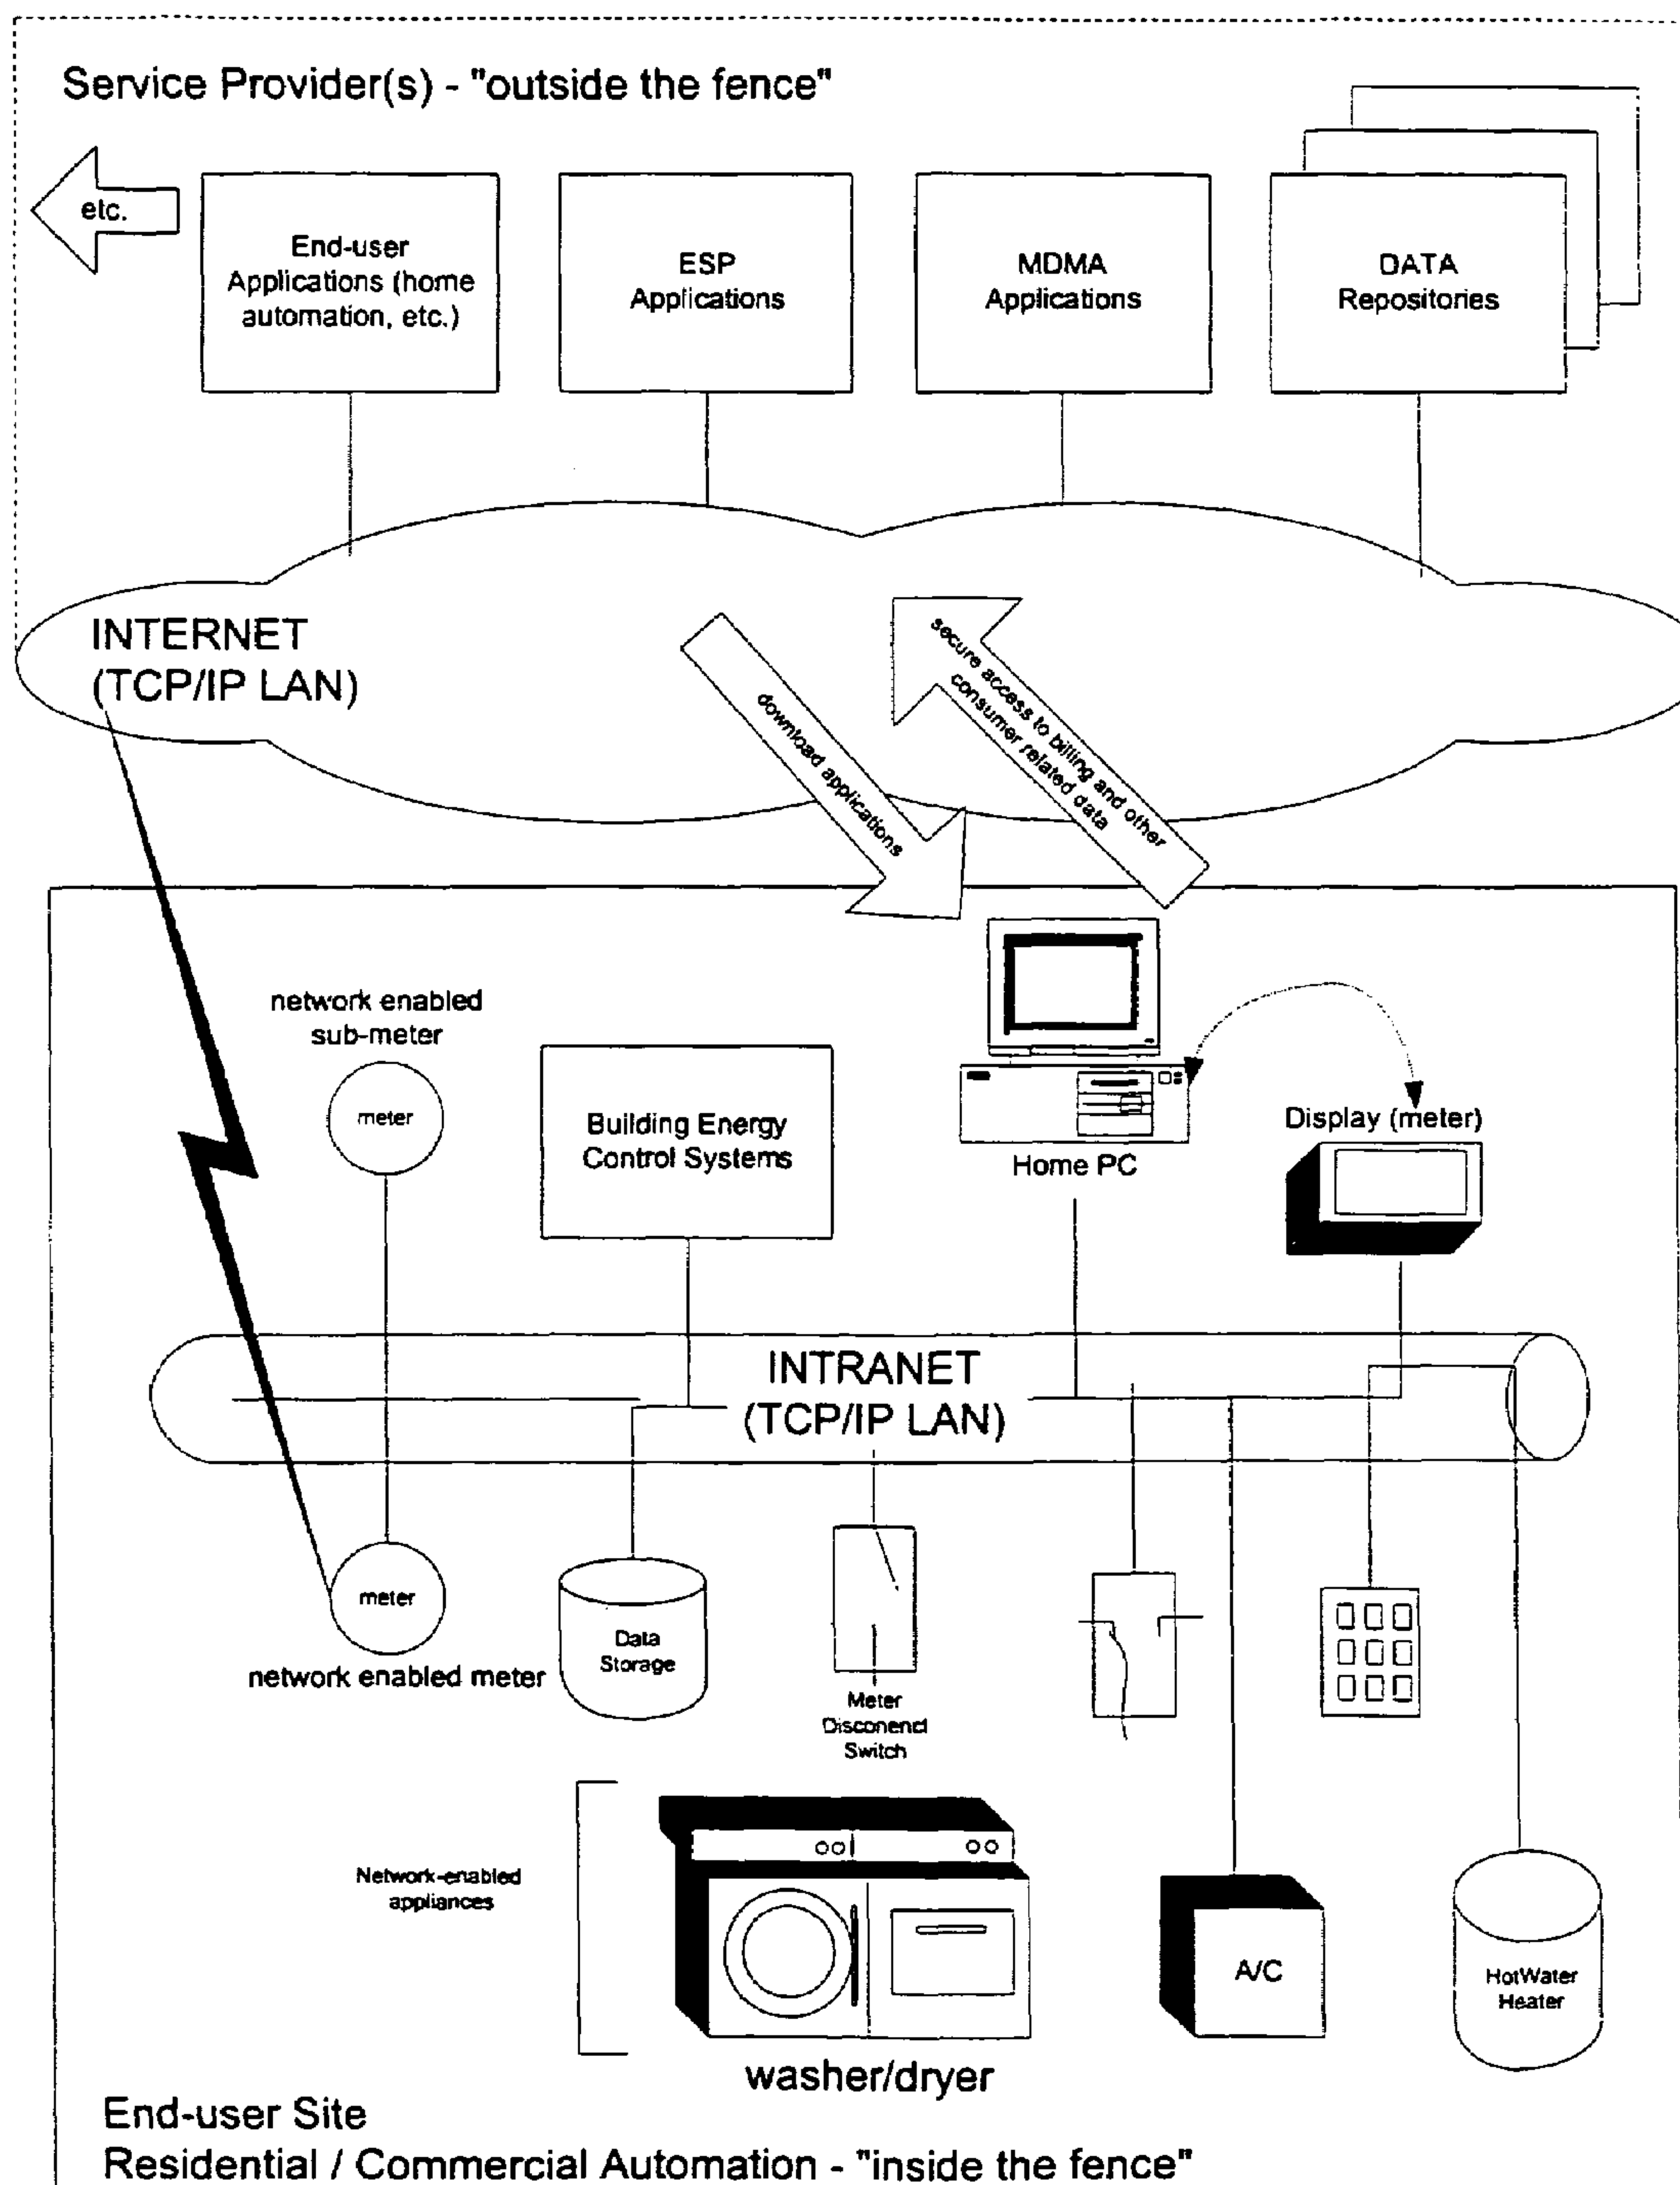 Service Provider(s) - "outside the fence"
etc.
End-user
Applications (home
automation, etc.)
ESP
Applications
MDMA
Applications
DATA
Repositories
INTERNET
(TCP/IP LAN)
download applications
secure access to billing and other
consumer related data
network enabled
sub-meter
meter
Building Energy
Control Systems
Home PC
Display (meter)
INTRANET
(TCP/IP LAN)
meter
network enabled meter
Data
Storage
Meter
Disconenct
Switch
Network-enabled
appliances
washer/dryer
A/C
HotWater
Heater
End-user Site
Residential / Commercial Automation - "inside the fence"